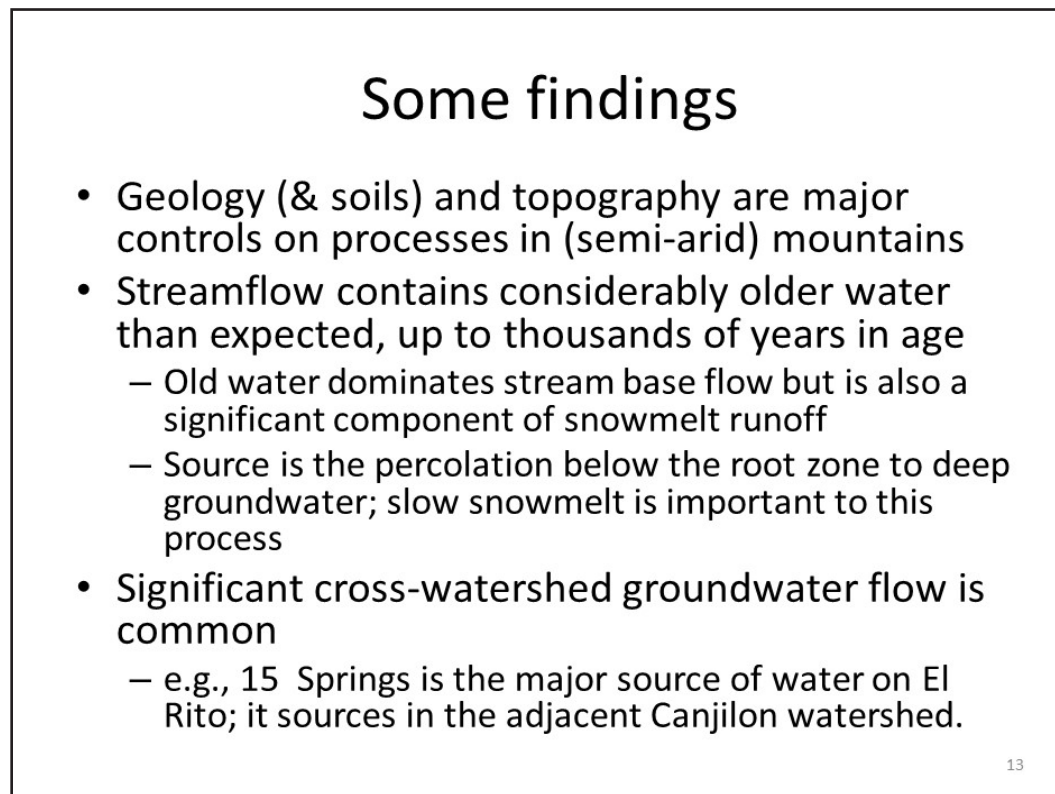 Some findings
• Geology (& soils) and topography are major
controls on processes in (semi-arid) mountains
• Streamflow contains considerably older water
than expected, up to thousands of years in age
– Old water dominates stream base flow but is also a
significant component of snowmelt runoff
– Source is the percolation below the root zone to deep
groundwater; slow snowmelt is important to this
process
• Significant cross-watershed groundwater flow is
common
– e.g., 15  Springs is the major source of water on El
Rito; it sources in the adjacent Canjilon watershed.
13